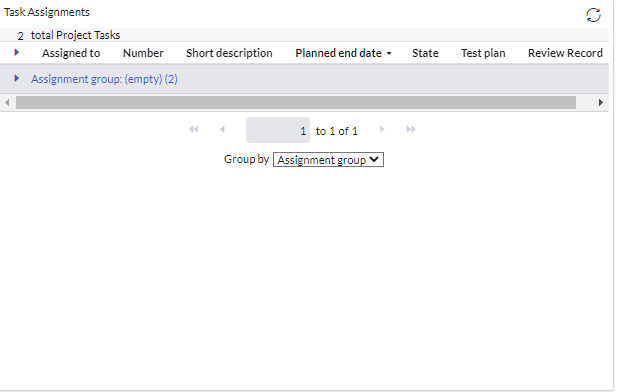 Task Assignments
2 total Project Tasks
Assigned to Number Short description Planned end date State Test plan Review Record
Assignment group: (empty) (2)
1 to 1 of 1
Group by Assignment group